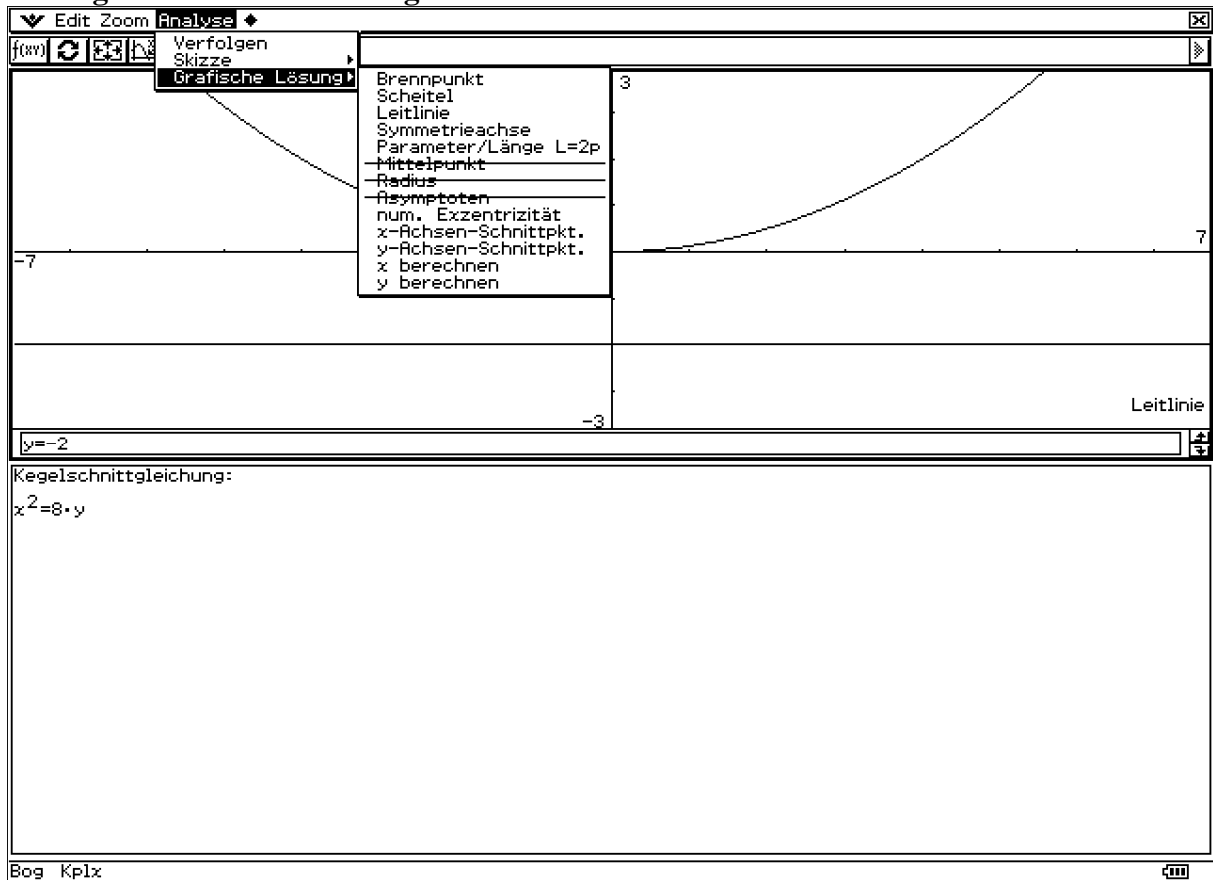 Edit Zoom Analyse
f(xy)
Verfolgen
Skizze
Grafische Lösung
Brennpunkt
Scheitel
Leitlinie
Symmetrieachse
Parameter/Länge L=2p
Mittelpunkt
Radius
Asymptoten
num. Exzentrizität
x-Achsen-Schnittpkt.
y-Achsen-Schnittpkt.
x berechnen
y berechnen
3
7
-7
-3
Leitlinie
y=-2
Kegelschnittgleichung:
x²=8·y
Bog Kplx